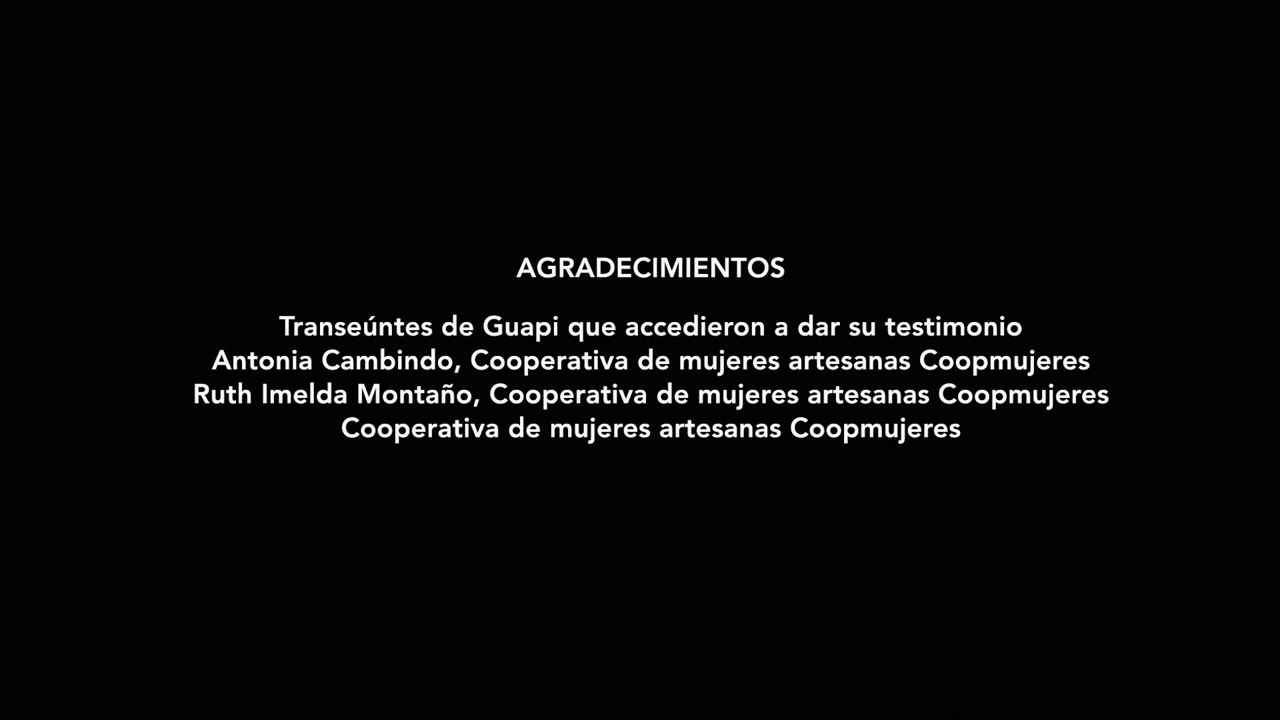 AGRADECIMIENTOS
Transeúntes de Guapi que accedieron a dar su testimonio
Antonia Cambindo, Cooperativa de mujeres artesanas Coopmujeres
Ruth Imelda Montaño, Cooperativa de mujeres artesanas Coopmujeres
Cooperativa de mujeres artesanas Coopmujeres